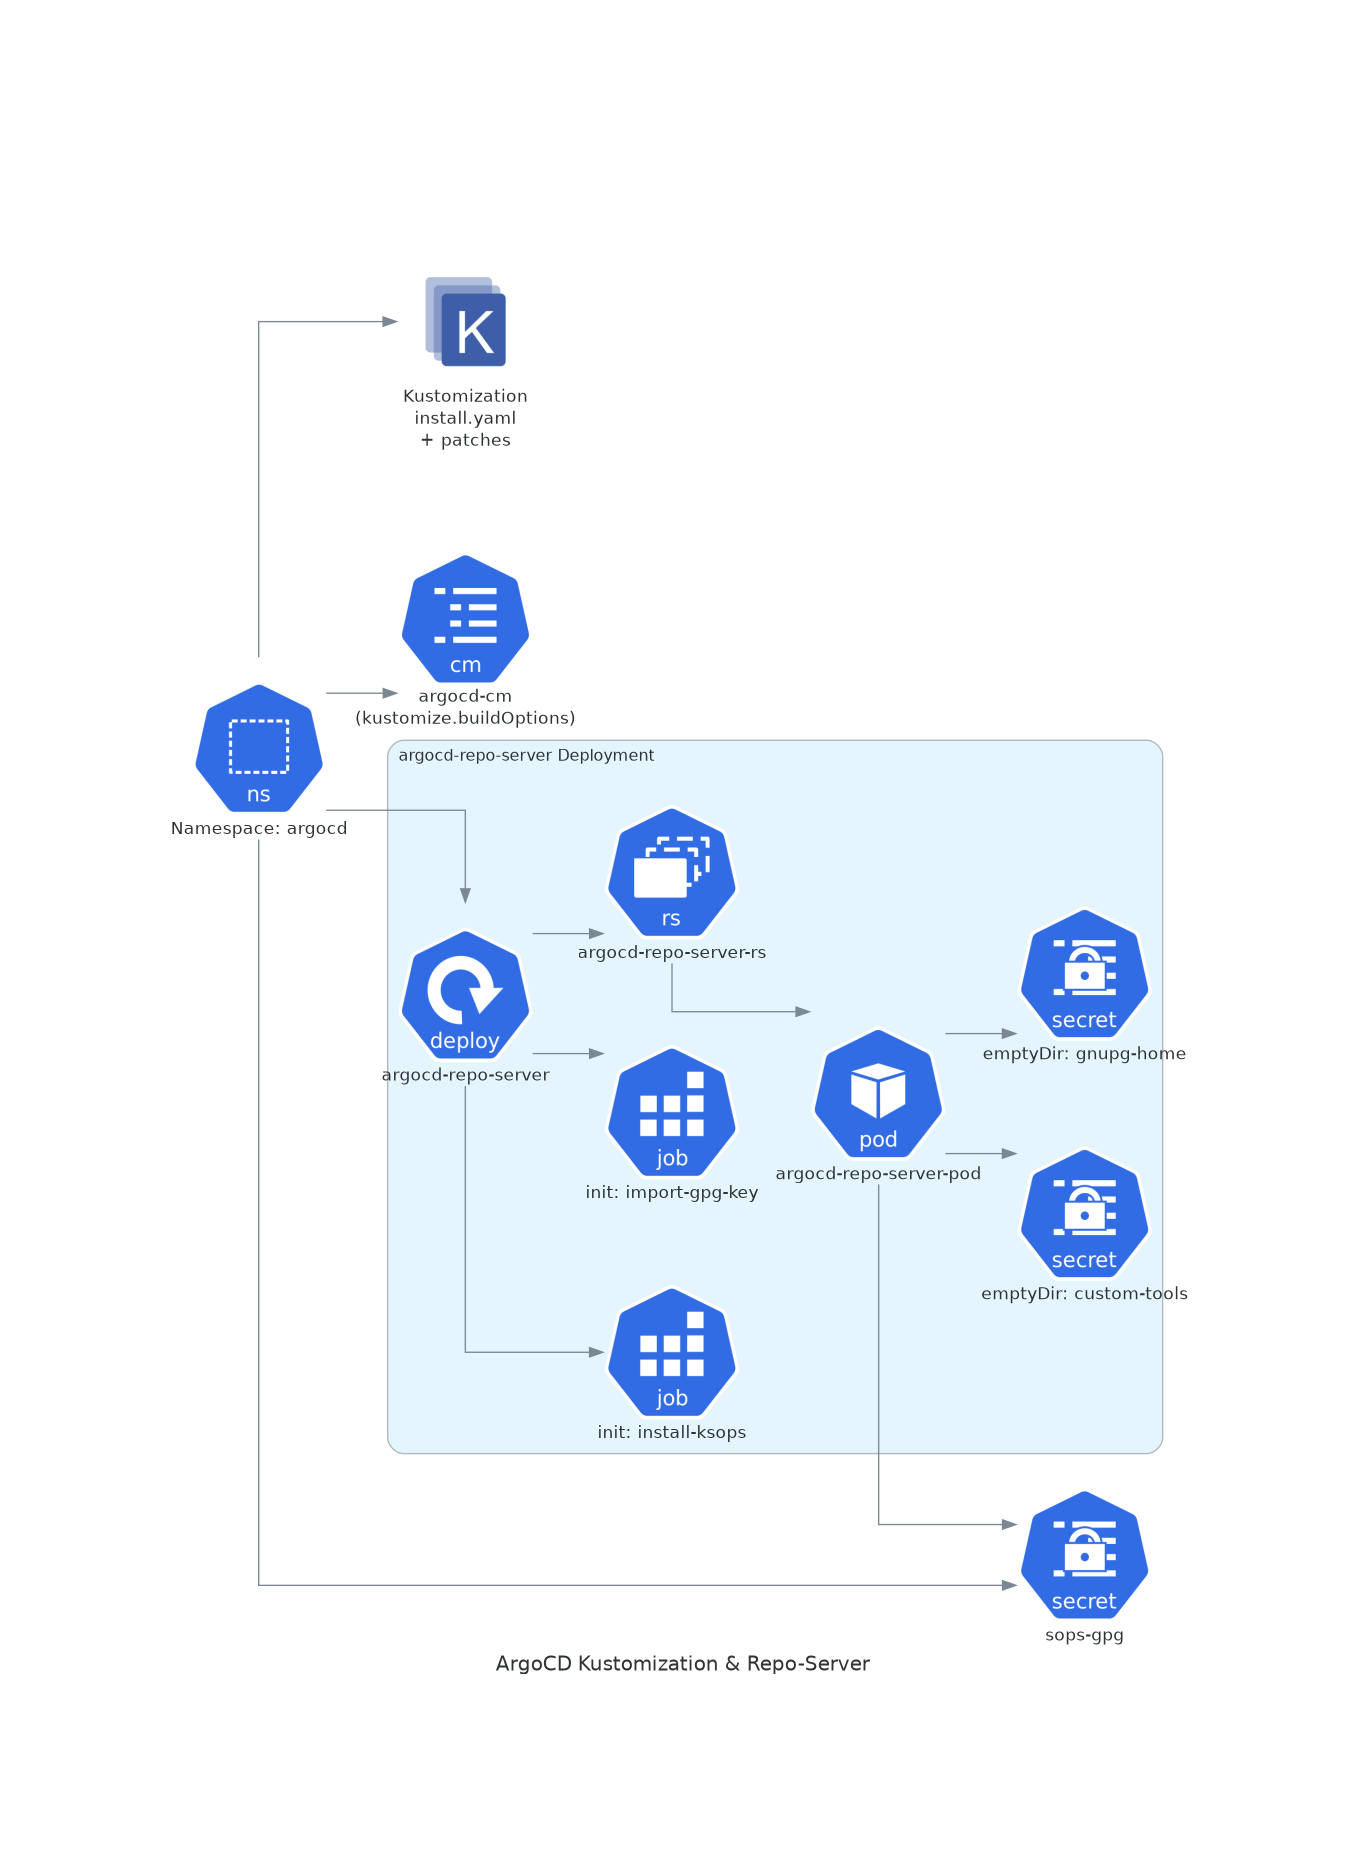 K
Kustomization
install.yaml
+ patches
cm
argocd-cm
(kustomize.buildOptions)
ns
Namespace: argocd
argocd-repo-server Deployment
rs
argocd-repo-server-rs
deploy
argocd-repo-server
job
init: import-gpg-key
pod
argocd-repo-server-pod
secret
emptyDir: gnupg-home
secret
emptyDir: custom-tools
job
init: install-ksops
secret
sops-gpg
ArgoCD Kustomization & Repo-Server